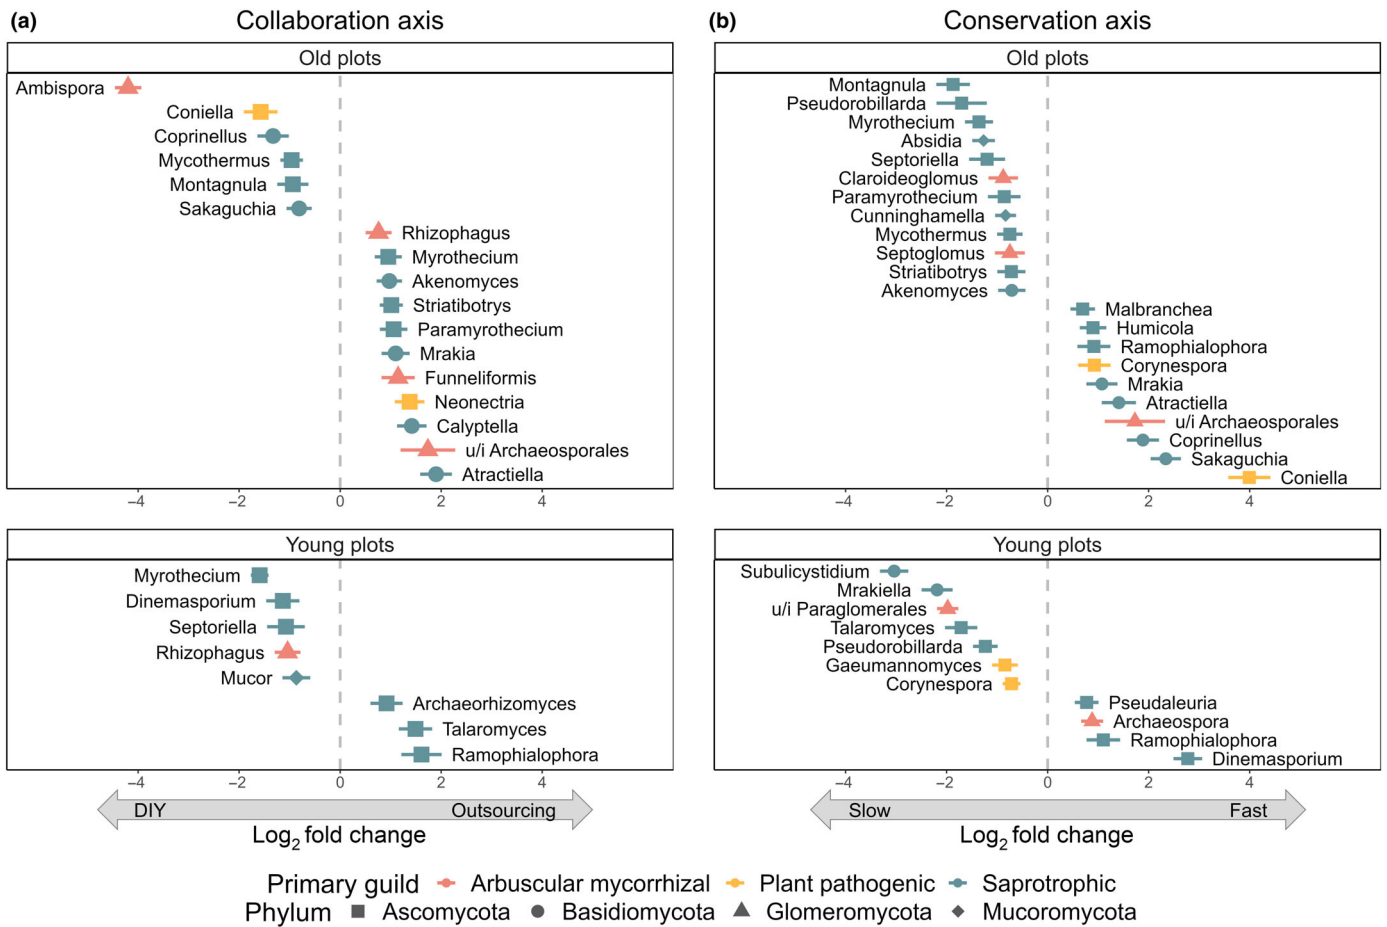 (a) Collaboration axis
Old plots
Ambispora
Coniella
Coprinellus
Mycothermus
Montagnula
Sakaguchia
Rhizophagus
Myrothecium
Akenomyces
Striatibotrys
Paramyrothecium
Mrakia
Funneliformis
Neonectria
Calyptella
u/i Archaeosporales
Atractiella
−4 −2 0 2 4
Young plots
Myrothecium
Dinemasporium
Septoriella
Rhizophagus
Mucor
Archaeorhizomyces
Talaromyces
Ramophialophora
−4 −2 0 2 4
DIY Outsourcing
Log2 fold change
(b) Conservation axis
Old plots
Montagnula
Pseudorobillarda
Myrothecium
Absidia
Septoriella
Claroideoglomus
Paramyrothecium
Cunninghamella
Mycothermus
Septoglomus
Striatibotrys
Akenomyces
Malbranchea
Humicola
Ramophialophora
Corynespora
Mrakia
Atractiella
u/i Archaeosporales
Coprinellus
Sakaguchia
Coniella
−4 −2 0 2 4
Young plots
Subulicystidium
Mrakiella
u/i Paraglomerales
Talaromyces
Pseudorobillarda
Gaeumannomyces
Corynespora
Pseudaleuria
Archaeospora
Ramophialophora
Dinemasporium
−4 −2 0 2 4
Slow Fast
Log2 fold change
Primary guild Arbuscular mycorrhizal Plant pathogenic Saprotrophic
Phylum Ascomycota Basidiomycota Glomeromycota Mucoromycota